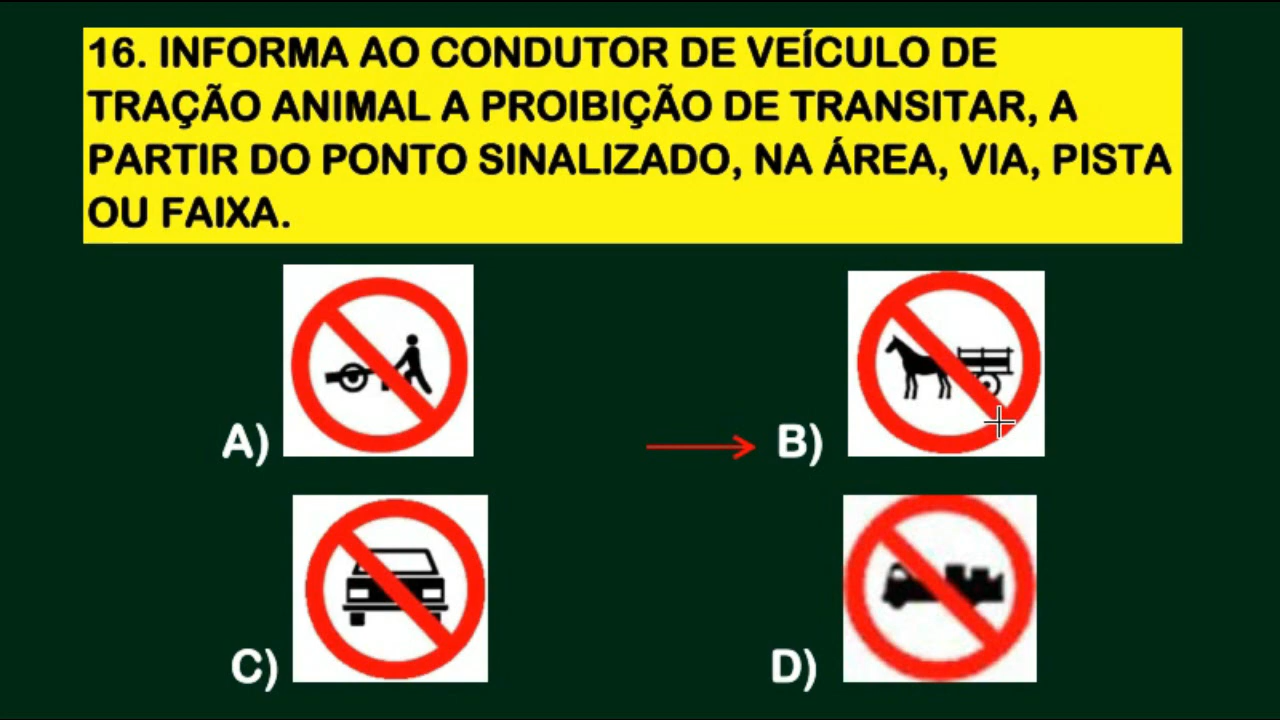 16. INFORMA AO CONDUTOR DE VEÍCULO DE
TRAÇÃO ANIMAL A PROIBIÇÃO DE TRANSITAR, A
PARTIR DO PONTO SINALIZADO, NA ÁREA, VIA, PISTA
OU FAIXA.
A)
B)
C)
D)